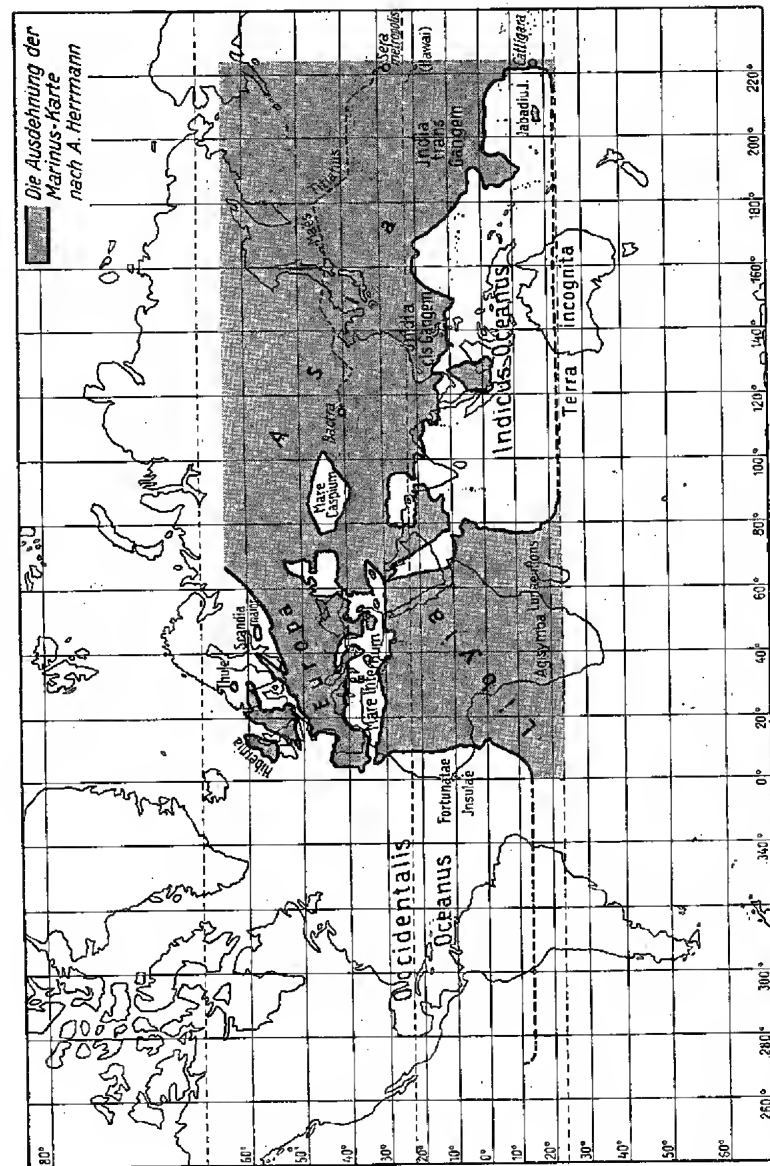 Die Ausdehnung der
Marinus-Karte
nach A. Herrmann
Thule
Scandia
Hibernia
Europa
Mare Internum
Mare
Caspium
A S
a
Bactra
Sera
metropolis
(Hawai)
India
trans
Gangem
India
cis Gangem
Cattigara
Jabadiu I.
Indicus Oceanus
Terra
incognita
Libya
Agisymba
Fortunatae
Insulae
Occidentalis
Oceanus
80°
60°
50°
40°
30°
20°
10°
0°
10°
20°
30°
40°
50°
60°
260°
280°
300°
320°
340°
0°
20°
40°
60°
80°
100°
120°
140°
160°
180°
200°
220°